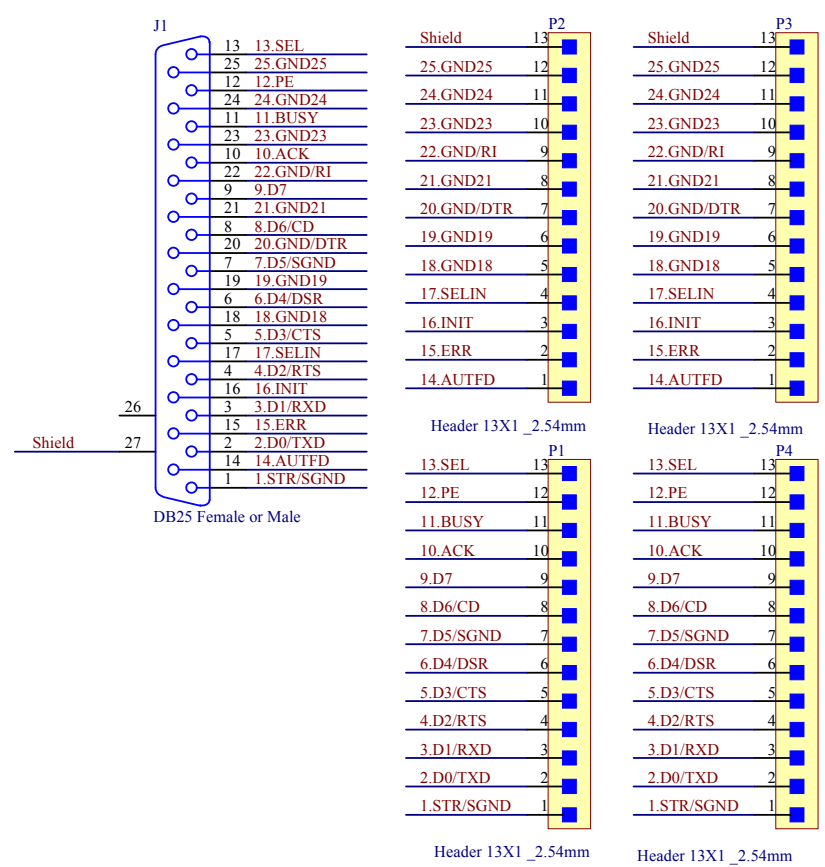 J1
13 13.SEL
25 25.GND25
12 12.PE
24 24.GND24
11 11.BUSY
23 23.GND23
10 10.ACK
22 22.GND/RI
9 9.D7
21 21.GND21
8 8.D6/CD
20 20.GND/DTR
7 7.D5/SGND
19 19.GND19
6 6.D4/DSR
18 18.GND18
5 5.D3/CTS
17 17.SELIN
4 4.D2/RTS
16 16.INIT
26
3 3.D1/RXD
15 15.ERR
Shield 27
2 2.D0/TXD
14 14.AUTFD
1 1.STR/SGND
DB25 Female or Male
P2
Shield 13
25.GND25 12
24.GND24 11
23.GND23 10
22.GND/RI 9
21.GND21 8
20.GND/DTR 7
19.GND19 6
18.GND18 5
17.SELIN 4
16.INIT 3
15.ERR 2
14.AUTFD 1
Header 13X1 _2.54mm
P3
Shield 13
25.GND25 12
24.GND24 11
23.GND23 10
22.GND/RI 9
21.GND21 8
20.GND/DTR 7
19.GND19 6
18.GND18 5
17.SELIN 4
16.INIT 3
15.ERR 2
14.AUTFD 1
Header 13X1 _2.54mm
P1
13.SEL 13
12.PE 12
11.BUSY 11
10.ACK 10
9.D7 9
8.D6/CD 8
7.D5/SGND 7
6.D4/DSR 6
5.D3/CTS 5
4.D2/RTS 4
3.D1/RXD 3
2.D0/TXD 2
1.STR/SGND 1
Header 13X1 _2.54mm
P4
13.SEL 13
12.PE 12
11.BUSY 11
10.ACK 10
9.D7 9
8.D6/CD 8
7.D5/SGND 7
6.D4/DSR 6
5.D3/CTS 5
4.D2/RTS 4
3.D1/RXD 3
2.D0/TXD 2
1.STR/SGND 1
Header 13X1 _2.54mm